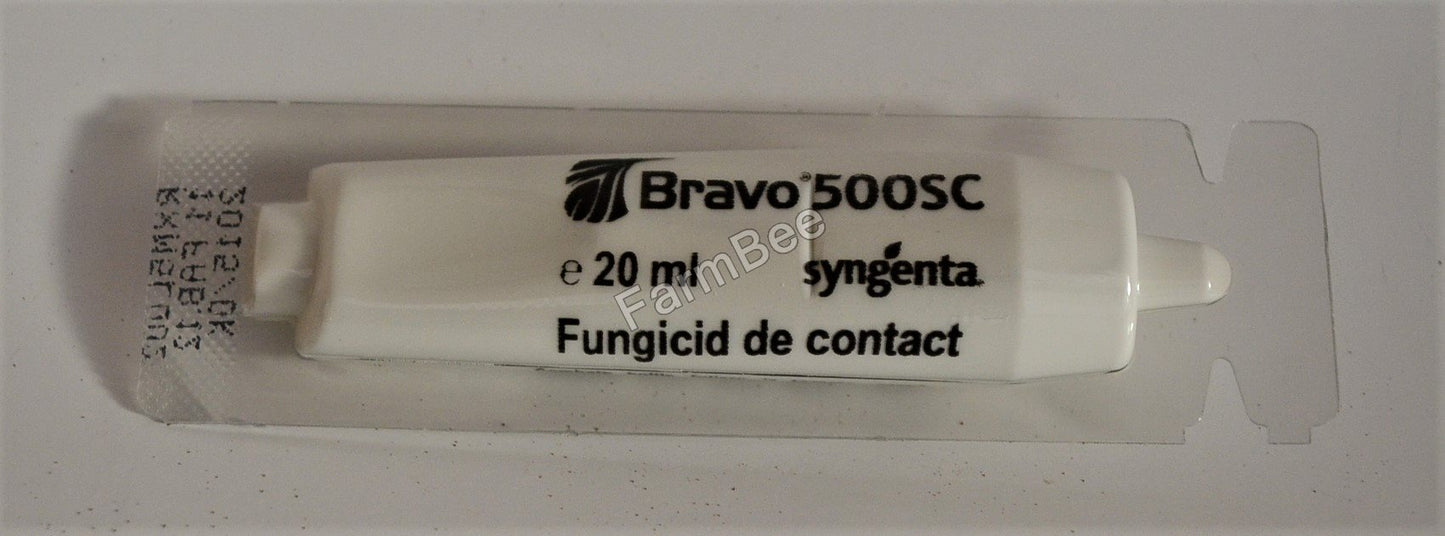 Bravo® 500SC
e 20 ml syngenta
Fungicid de contact
FarmBee